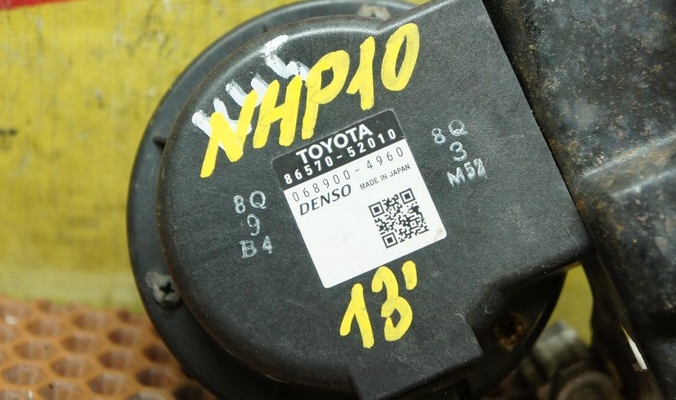 NHP10
TOYOTA
86570-52010
068900-4960
DENSO MADE IN JAPAN
8Q
9
B4
8Q
3
M52
13'